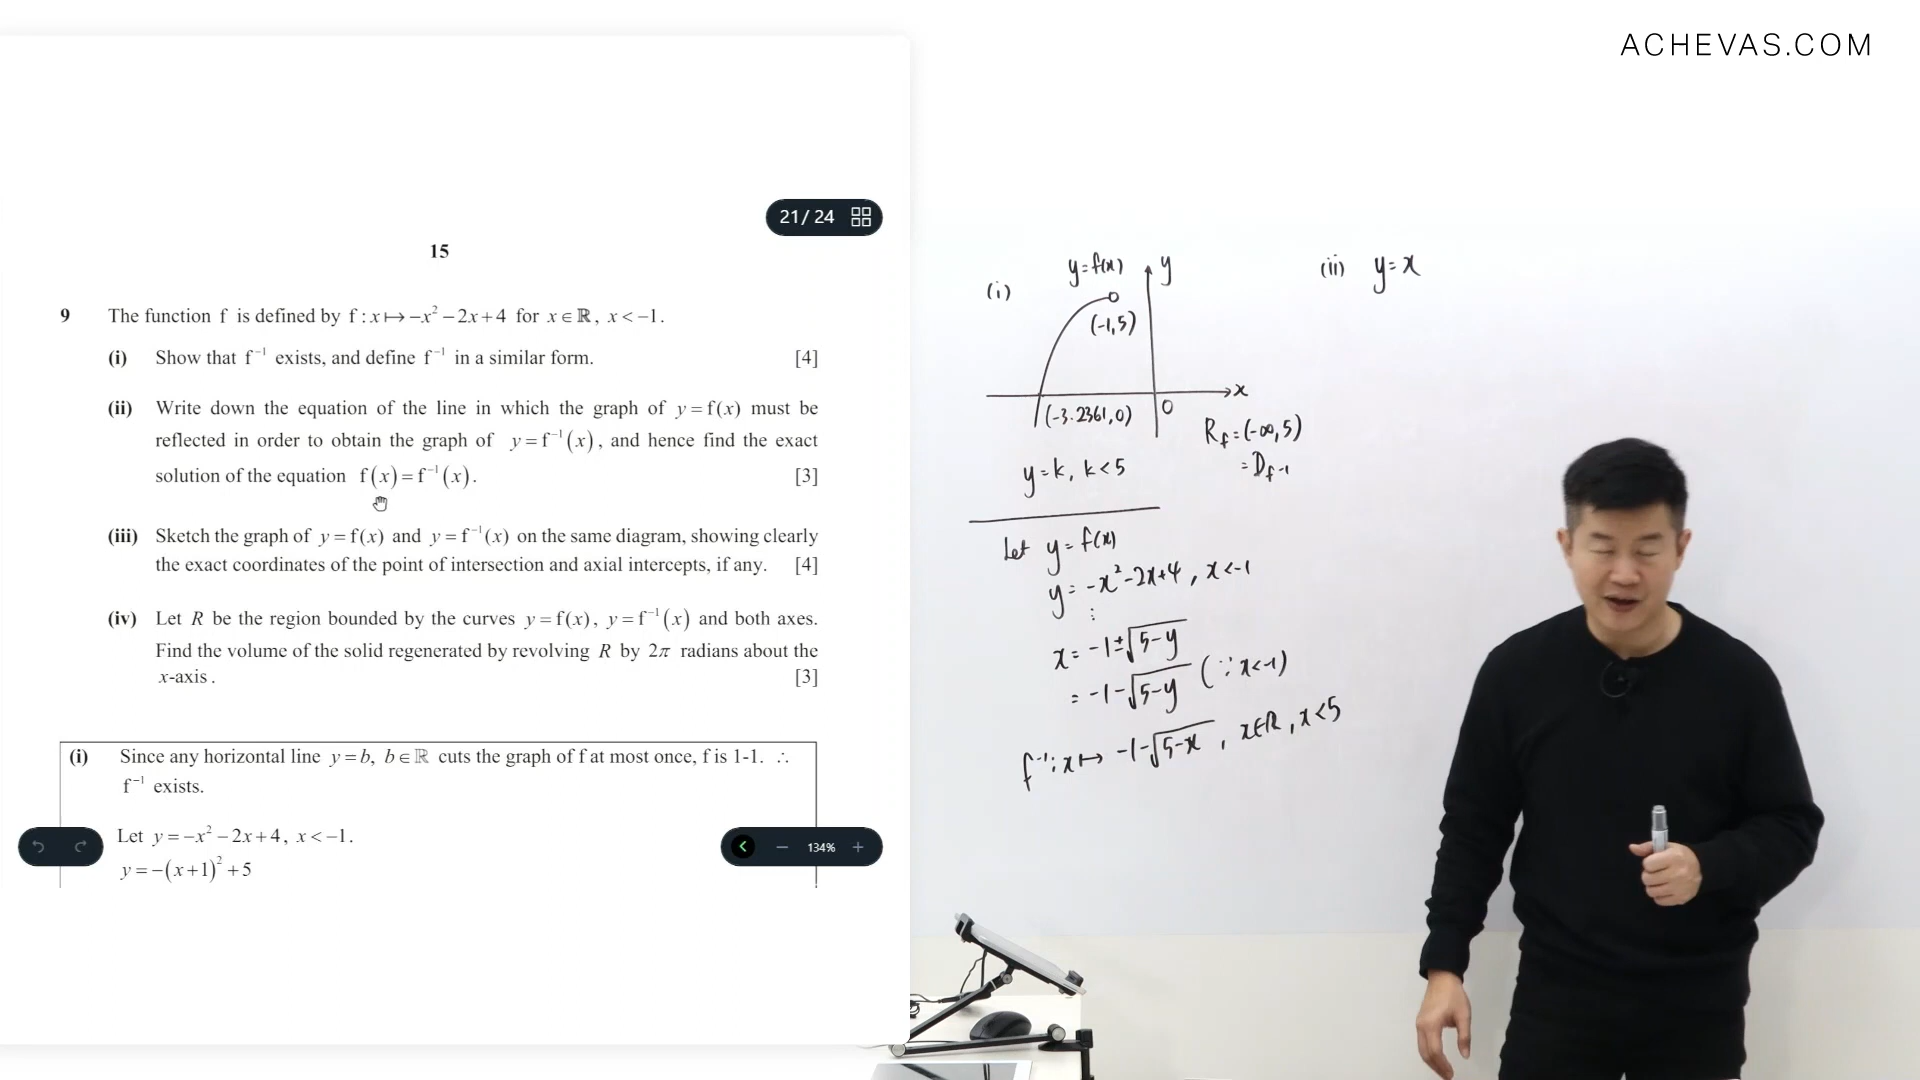 ACHEVAS.COM
21/24
15
9 The function f is defined by f : x ↦ −x² − 2x + 4 for x ∈ ℝ, x < −1.
(i) Show that f⁻¹ exists, and define f⁻¹ in a similar form. [4]
(ii) Write down the equation of the line in which the graph of y = f(x) must be
reflected in order to obtain the graph of y = f⁻¹(x), and hence find the exact
solution of the equation f(x) = f⁻¹(x). [3]
(iii) Sketch the graph of y = f(x) and y = f⁻¹(x) on the same diagram, showing clearly
the exact coordinates of the point of intersection and axial intercepts, if any. [4]
(iv) Let R be the region bounded by the curves y = f(x), y = f⁻¹(x) and both axes.
Find the volume of the solid regenerated by revolving R by 2π radians about the
x-axis. [3]
(i) Since any horizontal line y = b, b ∈ ℝ cuts the graph of f at most once, f is 1-1. ∴
f⁻¹ exists.
Let y = −x² − 2x + 4, x < −1.
y = −(x+1)² + 5
134%
(i)
y = f(x)
y
(-1,5)
x
(-3.2361,0)
0
R_f = (-∞,5)
= D_f⁻¹
y = k, k < 5
Let y = f(x)
y = -x² - 2x + 4, x < -1
⋮
x = -1 ± √(5-y)
= -1 - √(5-y) (∵ x < -1)
f⁻¹: x ↦ -1 - √(5-x), x ∈ ℝ, x < 5
(ii) y = x